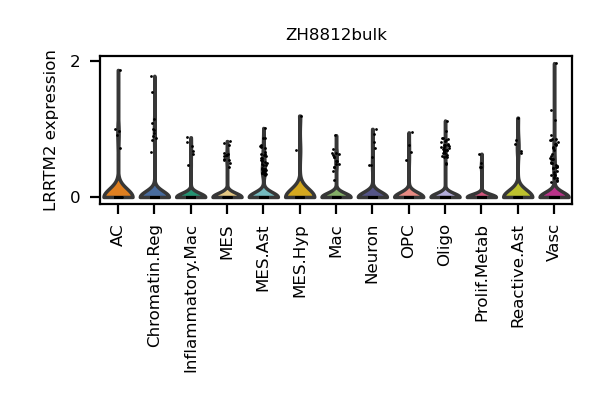 ZH8812bulk
LRRTM2 expression
2
0
AC
Chromatin.Reg
Inflammatory.Mac
MES
MES.Ast
MES.Hyp
Mac
Neuron
OPC
Oligo
Prolif.Metab
Reactive.Ast
Vasc